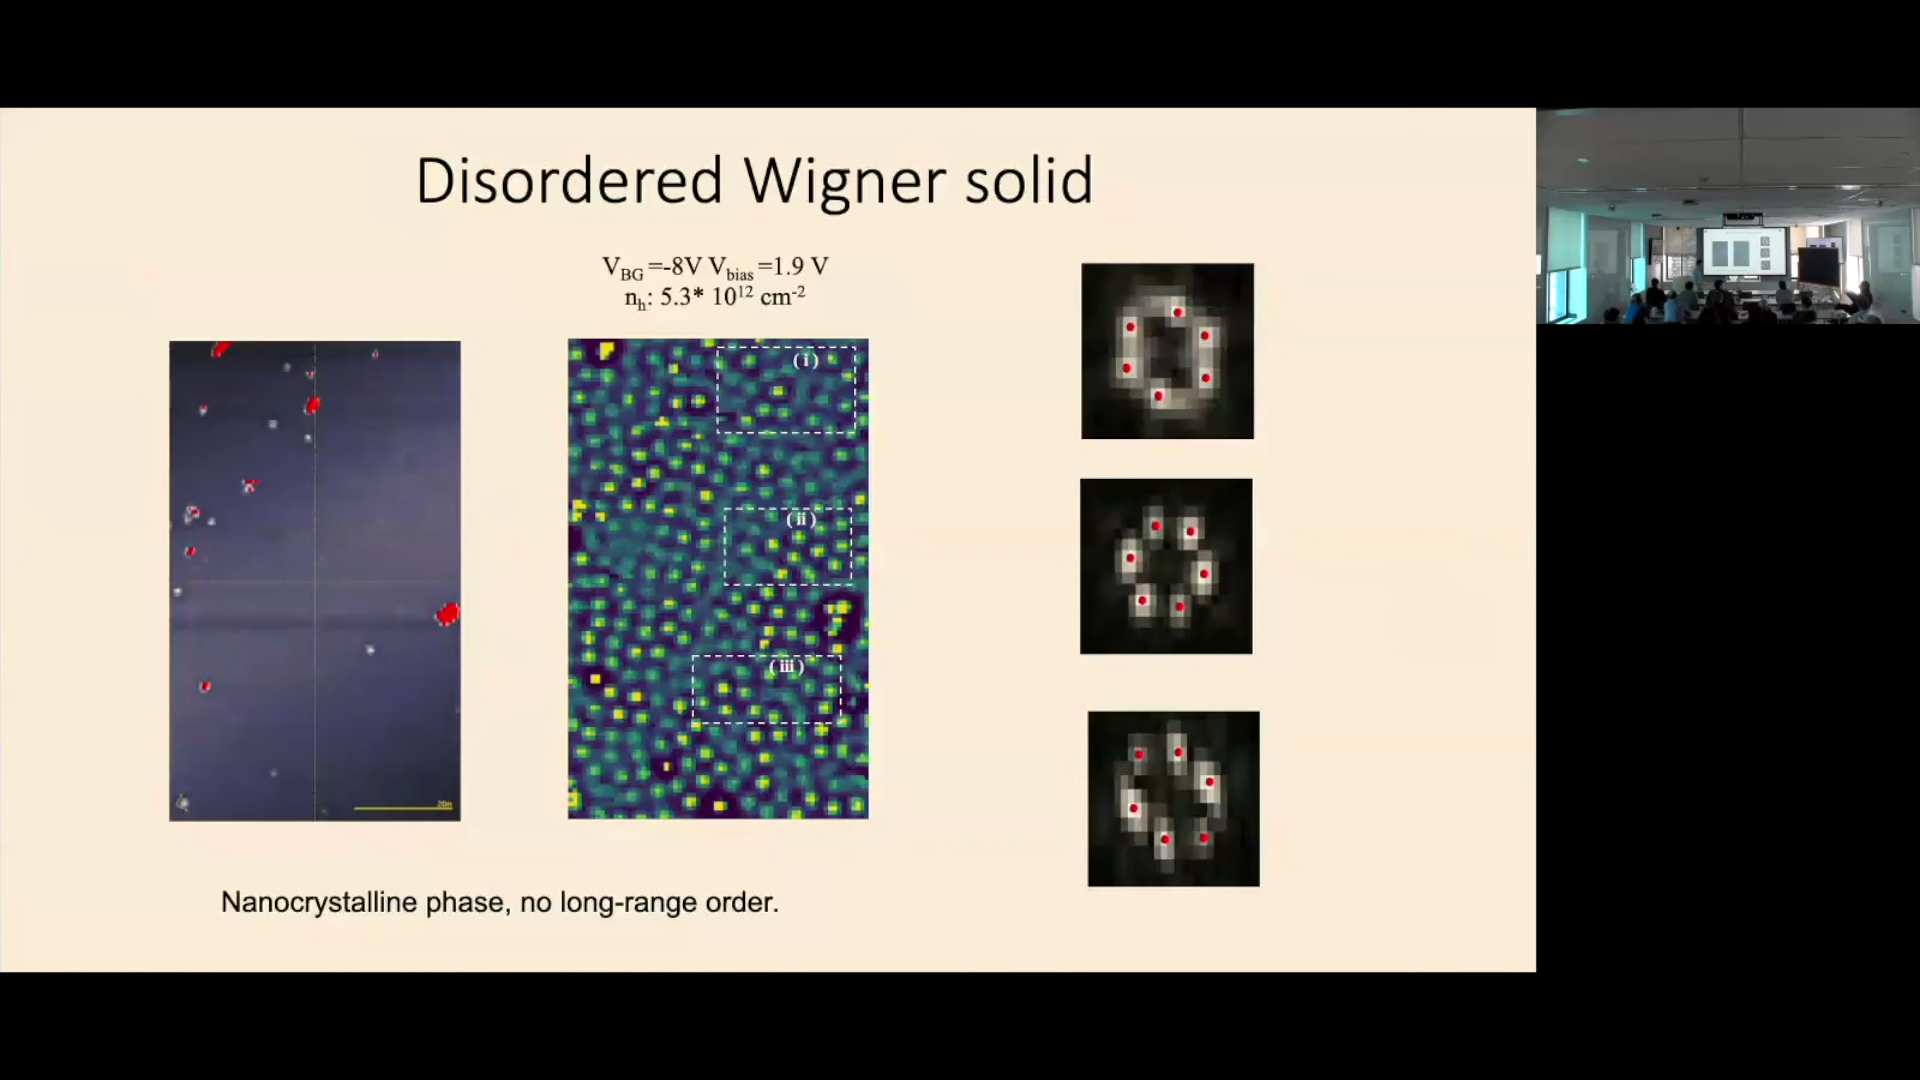 Disordered Wigner solid
V_BG =-8V V_bias =1.9 V
n_h: 5.3* 10^12 cm^-2
(i)
(ii)
(iii)
Nanocrystalline phase, no long-range order.